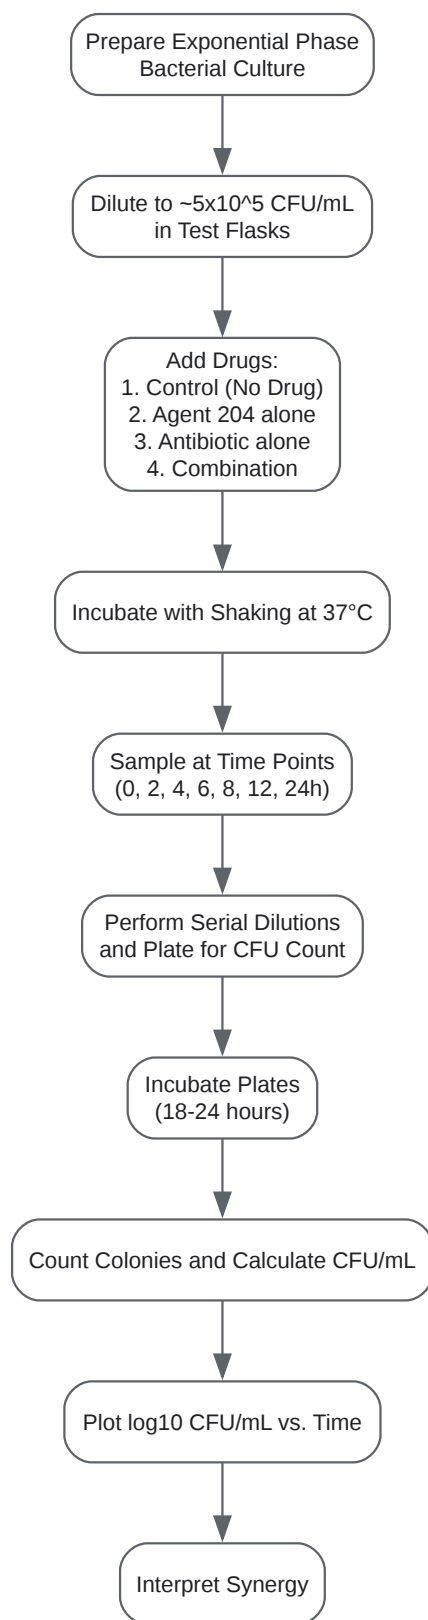 Prepare Exponential Phase
Bacterial Culture
Dilute to ~5x10^5 CFU/mL
in Test Flasks
Add Drugs:
1. Control (No Drug)
2. Agent 204 alone
3. Antibiotic alone
4. Combination
Incubate with Shaking at 37°C
Sample at Time Points
(0, 2, 4, 6, 8, 12, 24h)
Perform Serial Dilutions
and Plate for CFU Count
Incubate Plates
(18-24 hours)
Count Colonies and Calculate CFU/mL
Plot log10 CFU/mL vs. Time
Interpret Synergy